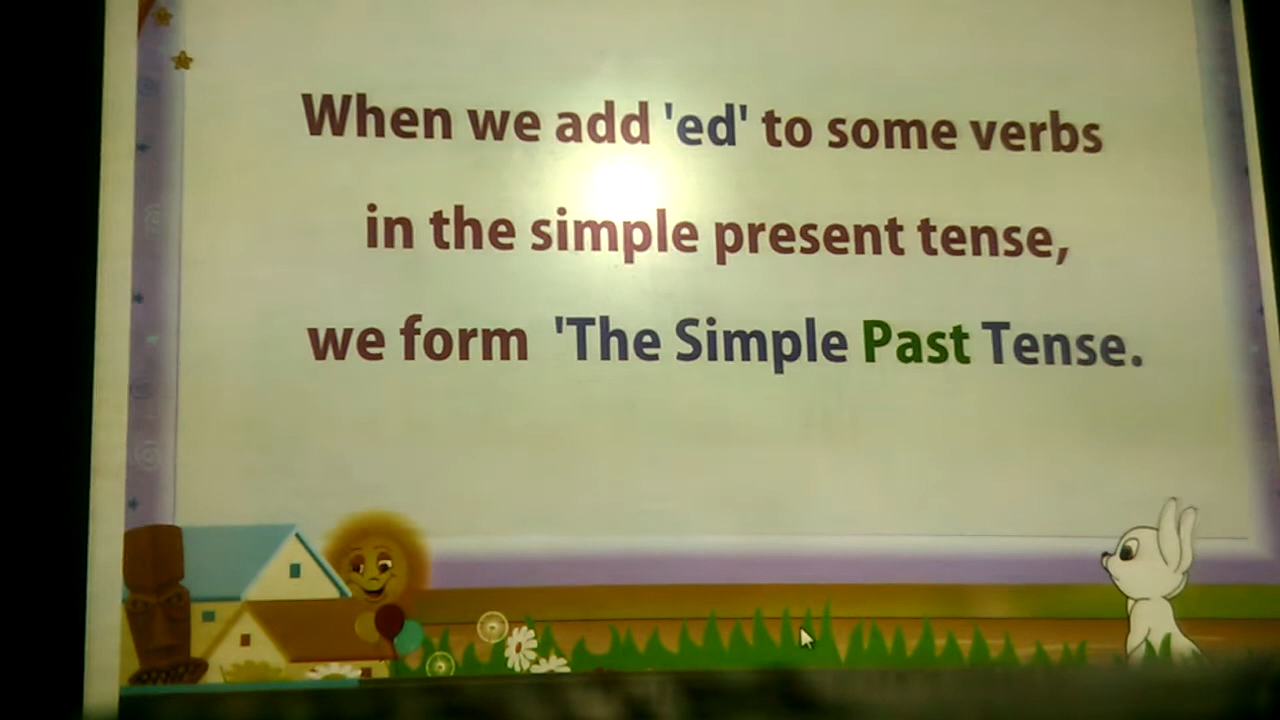 When we add 'ed' to some verbs
in the simple present tense,
we form 'The Simple Past Tense.